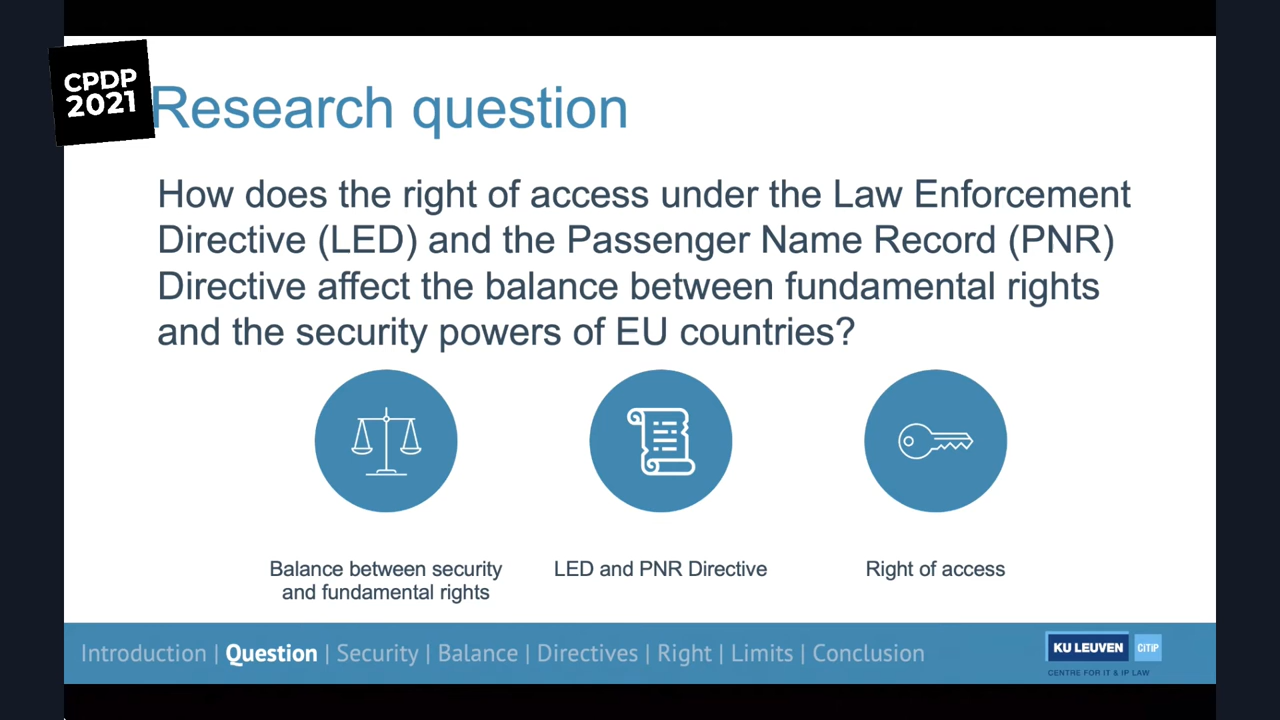 CPDP
2021
Research question
How does the right of access under the Law Enforcement
Directive (LED) and the Passenger Name Record (PNR)
Directive affect the balance between fundamental rights
and the security powers of EU countries?
Balance between security
and fundamental rights
LED and PNR Directive
Right of access
Introduction | Question | Security | Balance | Directives | Right | Limits | Conclusion
KU LEUVEN CiTiP
CENTRE FOR IT & IP LAW